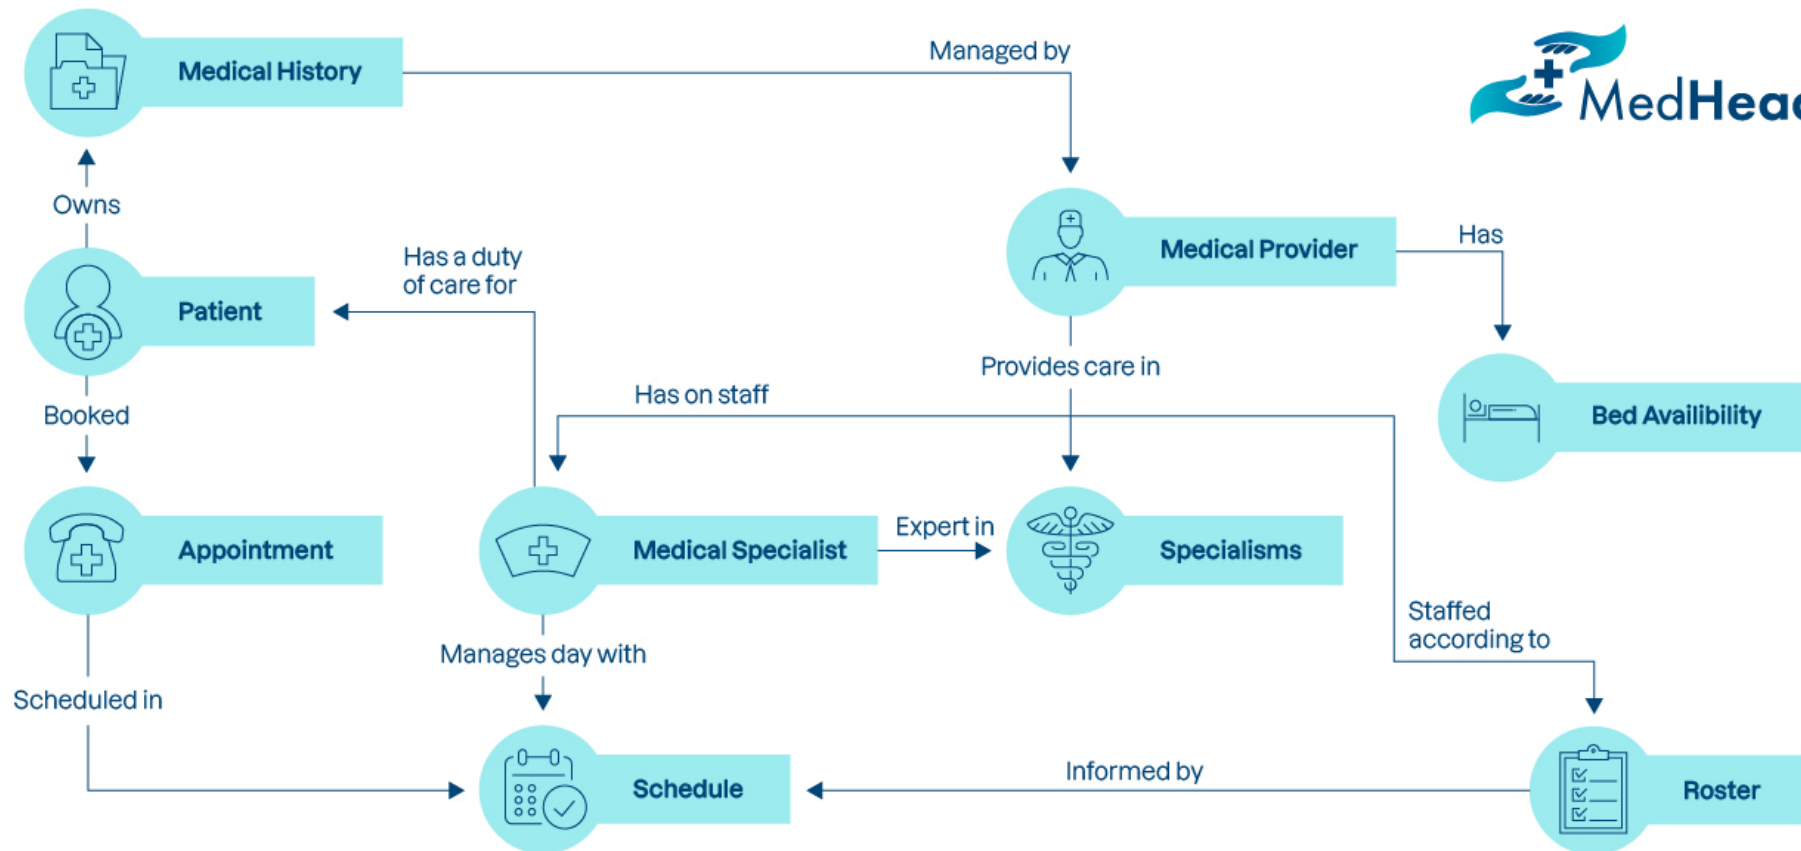 Medical History
Managed by
MedHead
Owns
Medical Provider
Has
Has a duty
of care for
Patient
Provides care in
Has on staff
Booked
Bed Availibility
Expert in
Appointment
Medical Specialist
Specialisms
Staffed
according to
Manages day with
Scheduled in
Informed by
Schedule
Roster